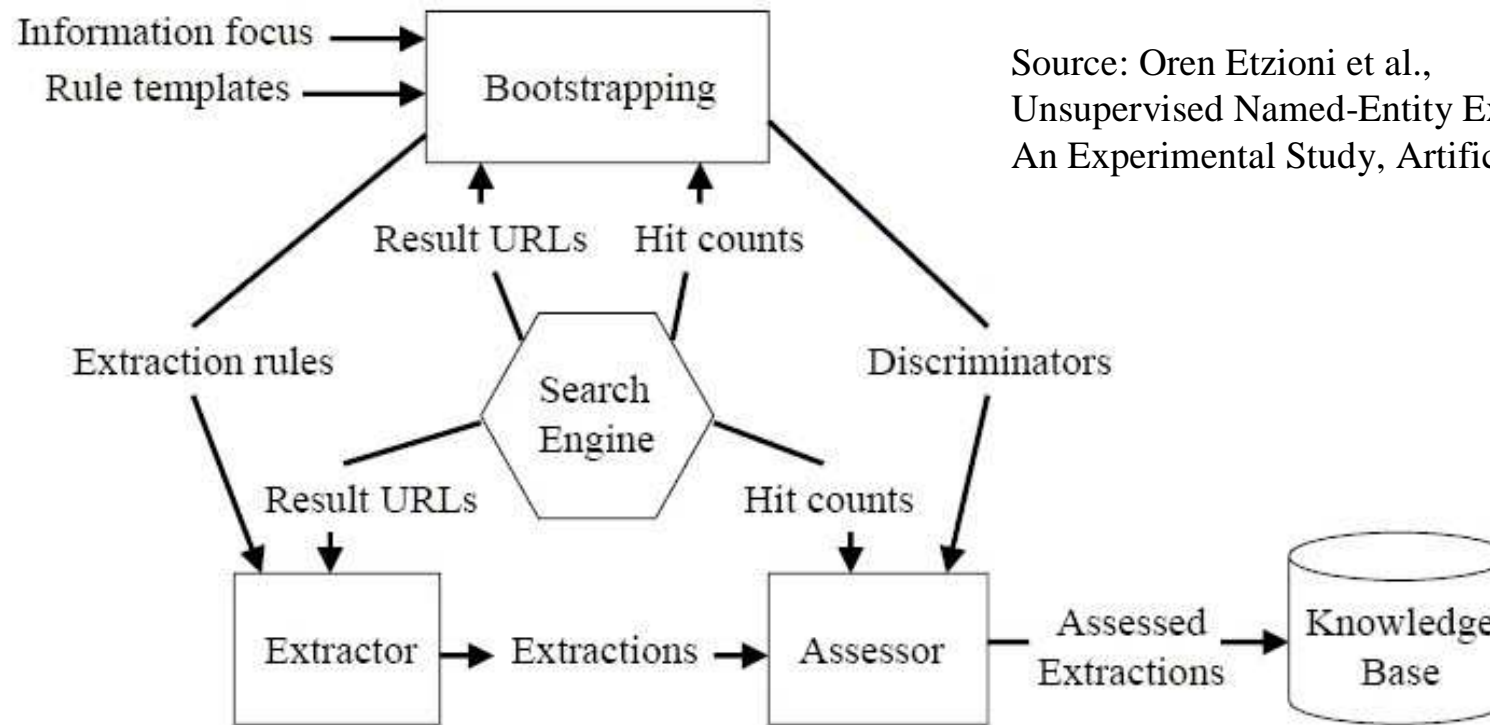 Information focus
Rule templates
Bootstrapping
Source: Oren Etzioni et al.,
Unsupervised Named-Entity
An Experimental Study,
Result URLs
Hit counts
Extraction rules
Search
Engine
Discriminators
Result URLs
Hit counts
Extractor
Extractions
Assessor
Assessed
Extractions
Knowledge
Base